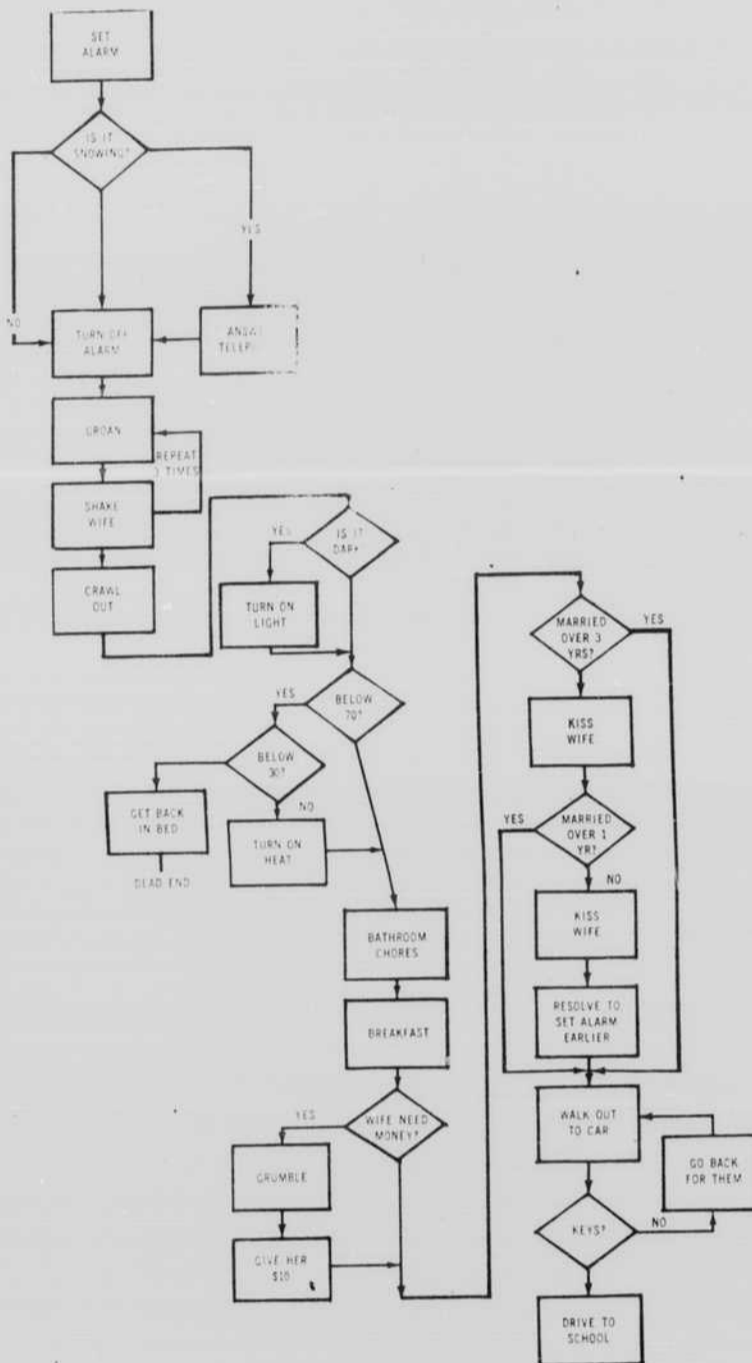 SET
ALARM
IS IT
SNOWING?
YES
NO
TURN OFF
ALARM
GROAN
REPEAT
TIMES
SHAKE
WIFE
CRAWL
OUT
IS IT
YES
TURN ON
LIGHT
BELOW
70?
YES
BELOW
30?
NO
GET BACK
IN BED
TURN ON
HEAT
DEAD END
BATHROOM
CHORES
BREAKFAST
WIFE NEED
MONEY?
YES
GRUMBLE
GIVE HER
$10
MARRIED
OVER 3
YRS?
YES
KISS
WIFE
MARRIED
OVER 1
YR?
YES
NO
KISS
WIFE
RESOLVE TO
SET ALARM
EARLIER
WALK OUT
TO CAR
GO BACK
FOR THEM
KEYS?
NO
DRIVE TO
SCHOOL